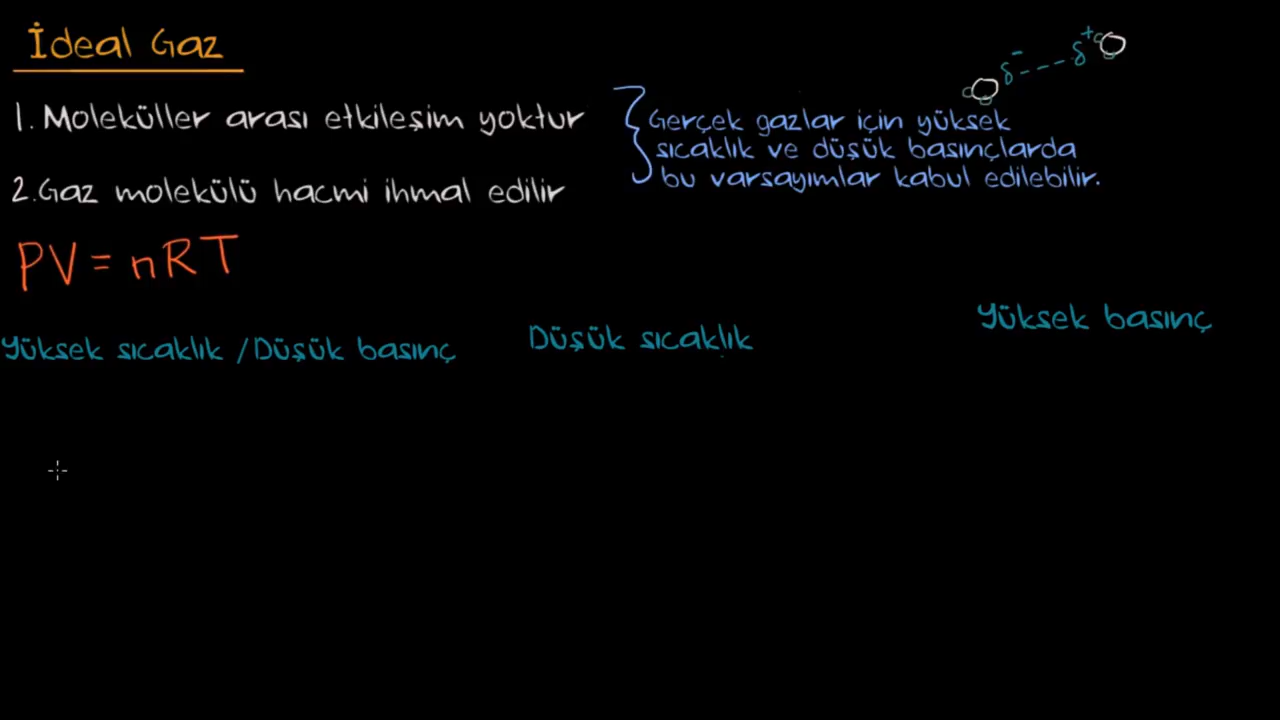 İdeal Gaz
δ⁻ --- δ⁺
1. Moleküller arası etkileşim yoktur
Gerçek gazlar için yüksek
sıcaklık ve düşük basınçlarda
bu varsayımlar kabul edilebilir.
2. Gaz molekülü hacmi ihmal edilir
PV = nRT
Yüksek sıcaklık / Düşük basınç
Düşük sıcaklık
Yüksek basınç